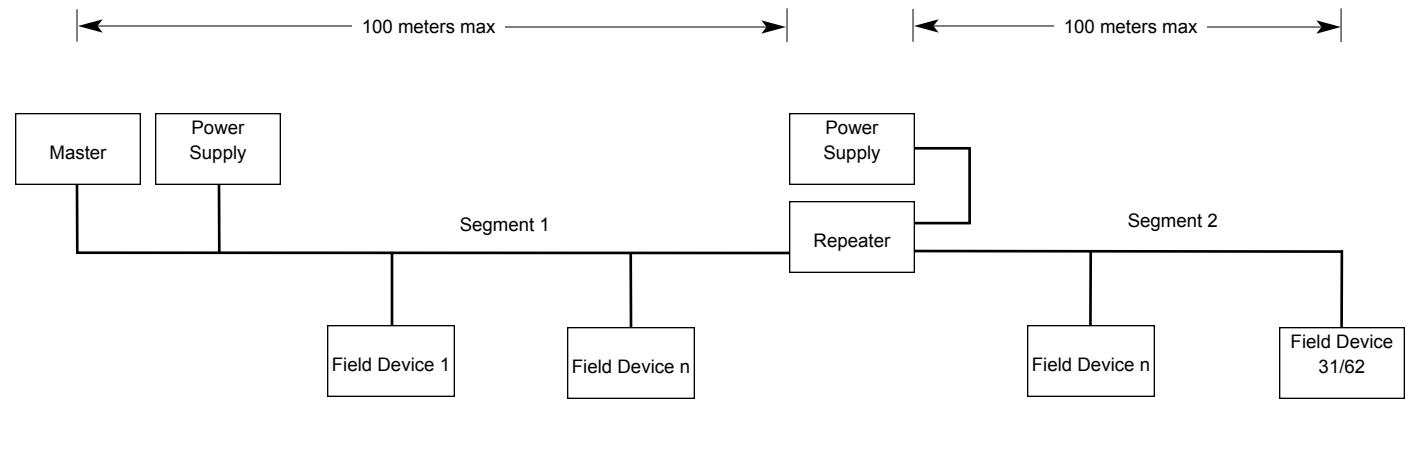 100 meters max
100 meters max
Master
Power
Supply
Power
Supply
Segment 1
Repeater
Segment 2
Field Device 1
Field Device n
Field Device n
Field Device
31/62